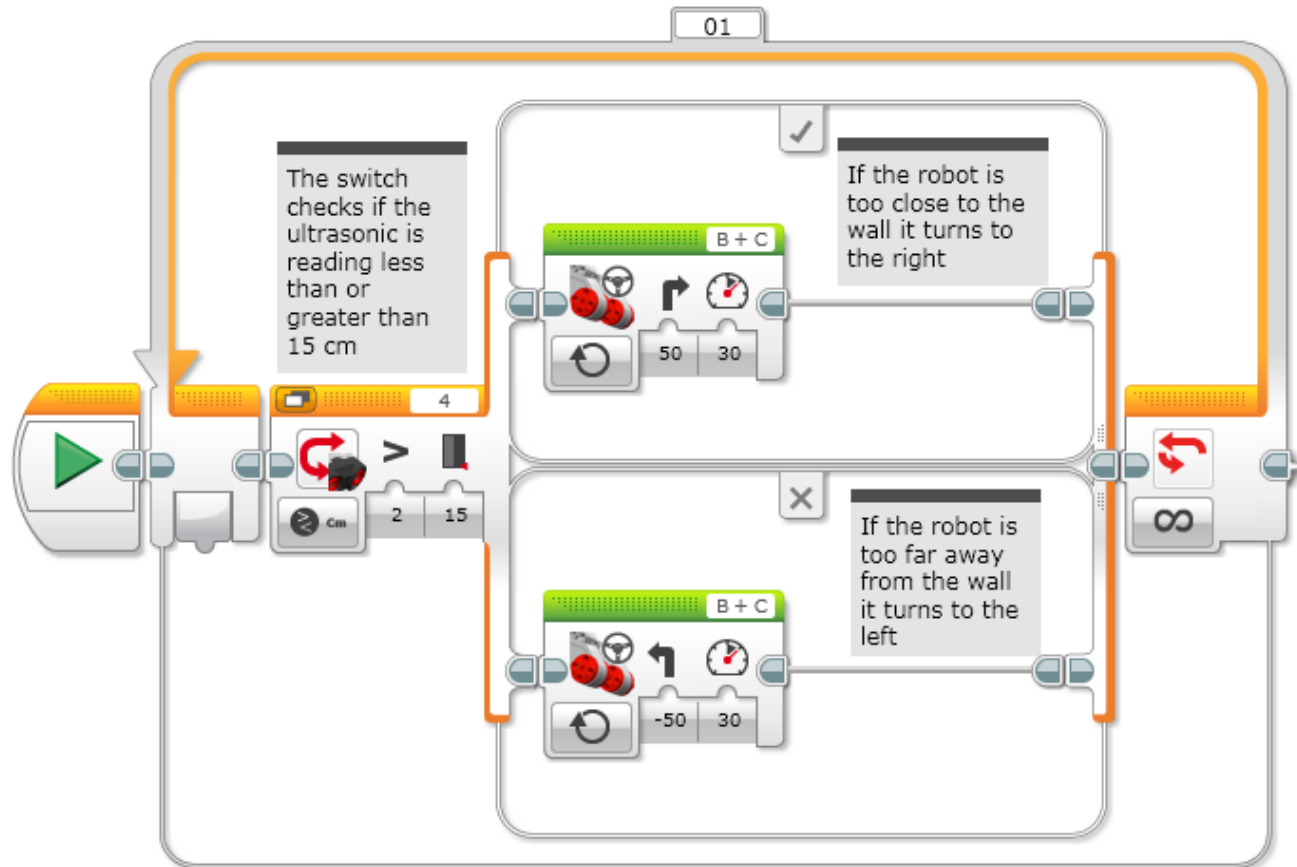 01
The switch
checks if the
ultrasonic is
reading less
than or
greater than
15 cm
If the robot is
too close to the
wall it turns to
the right
B + C
50 30
4
>
Cm 2 15
If the robot is
too far away
from the wall
it turns to the
left
B + C
-50 30
∞